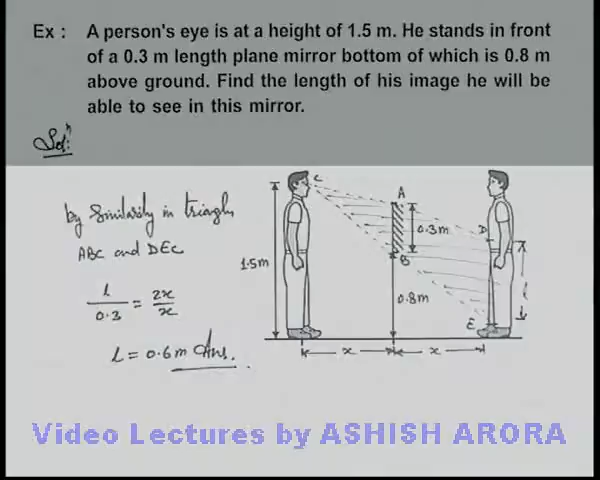 Ex : A person's eye is at a height of 1.5 m. He stands in front
of a 0.3 m length plane mirror bottom of which is 0.8 m
above ground. Find the length of his image he will be
able to see in this mirror.
Solⁿ:
by similarity in triangles
ABC and DEC
l/0.3 = 2x/x
l = 0.6 m Ans.
C
A
0.3m
D
B
1.5m
0.8m
l
E
x
x
Video Lectures by ASHISH ARORA